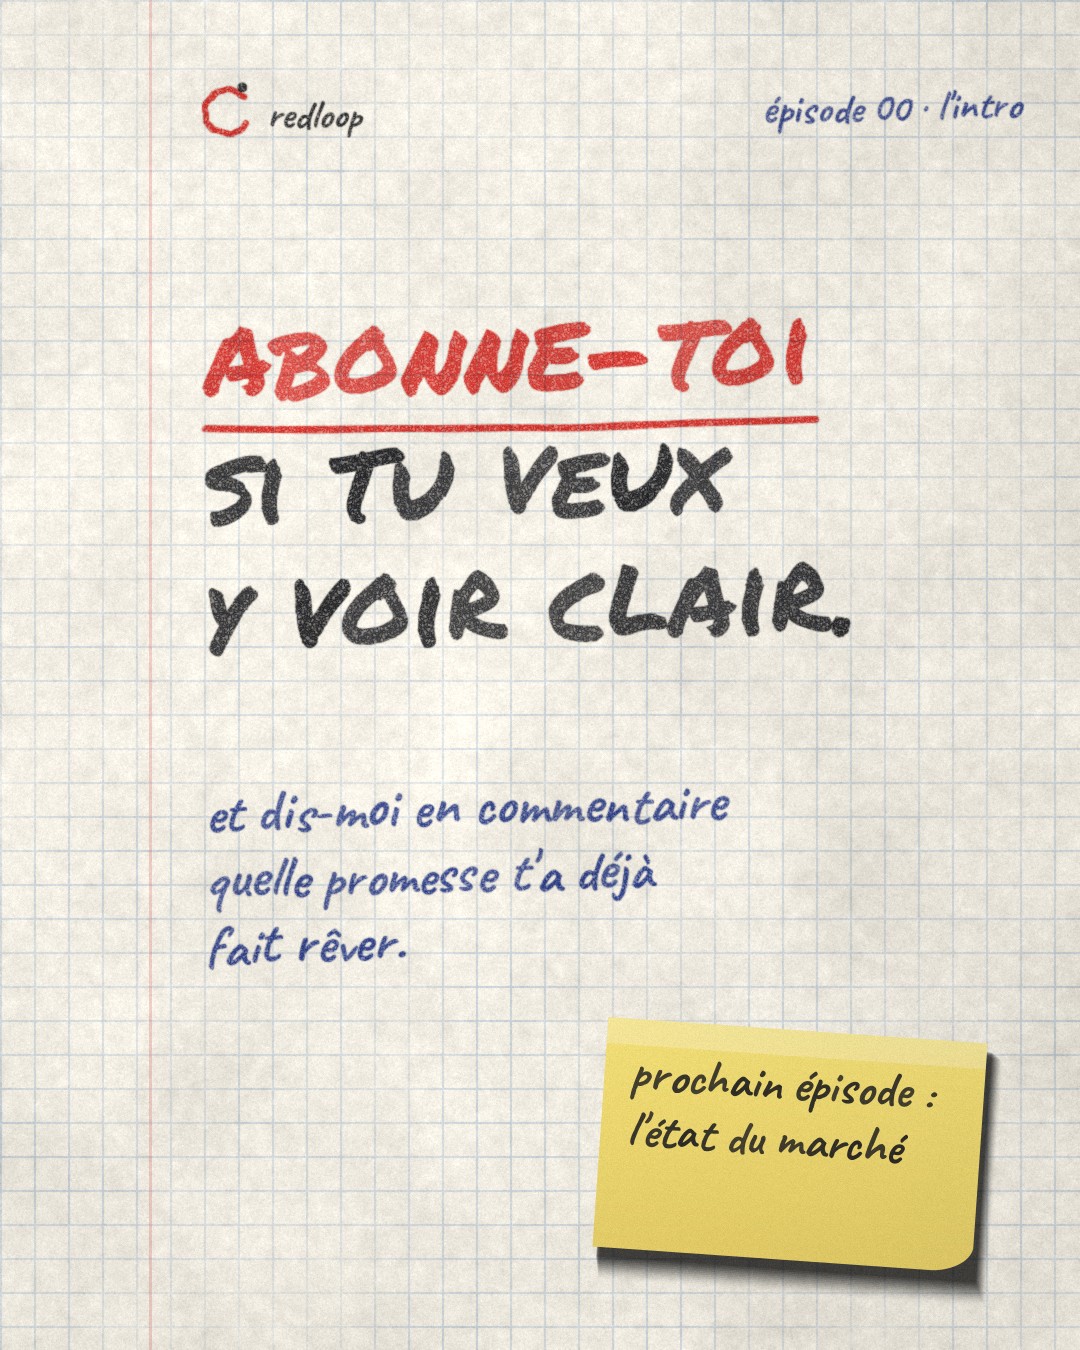 redloop
épisode 00 · l'intro
ABONNE-TOI
SI TU VEUX
Y VOIR CLAIR.
et dis-moi en commentaire
quelle promesse t'a déjà
fait rêver.
prochain épisode :
l'état du marché